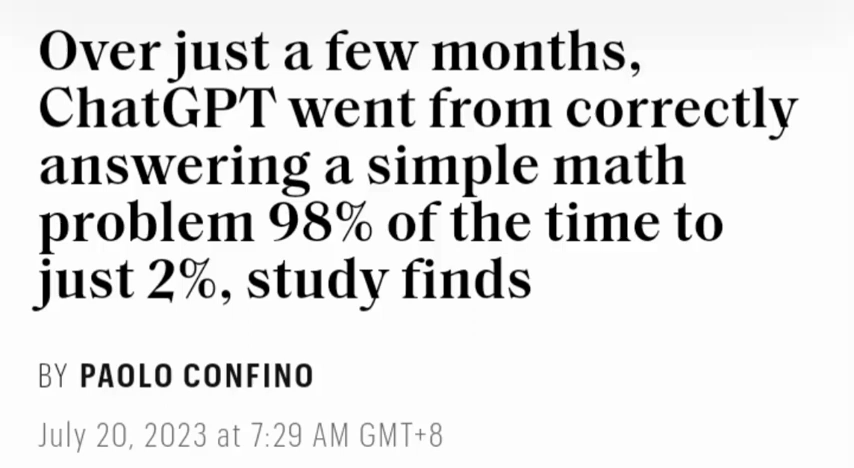 Over just a few months,
ChatGPT went from correctly
answering a simple math
problem 98% of the time to
just 2%, study finds
BY PAOLO CONFINO
July 20, 2023 at 7:29 AM GMT+8